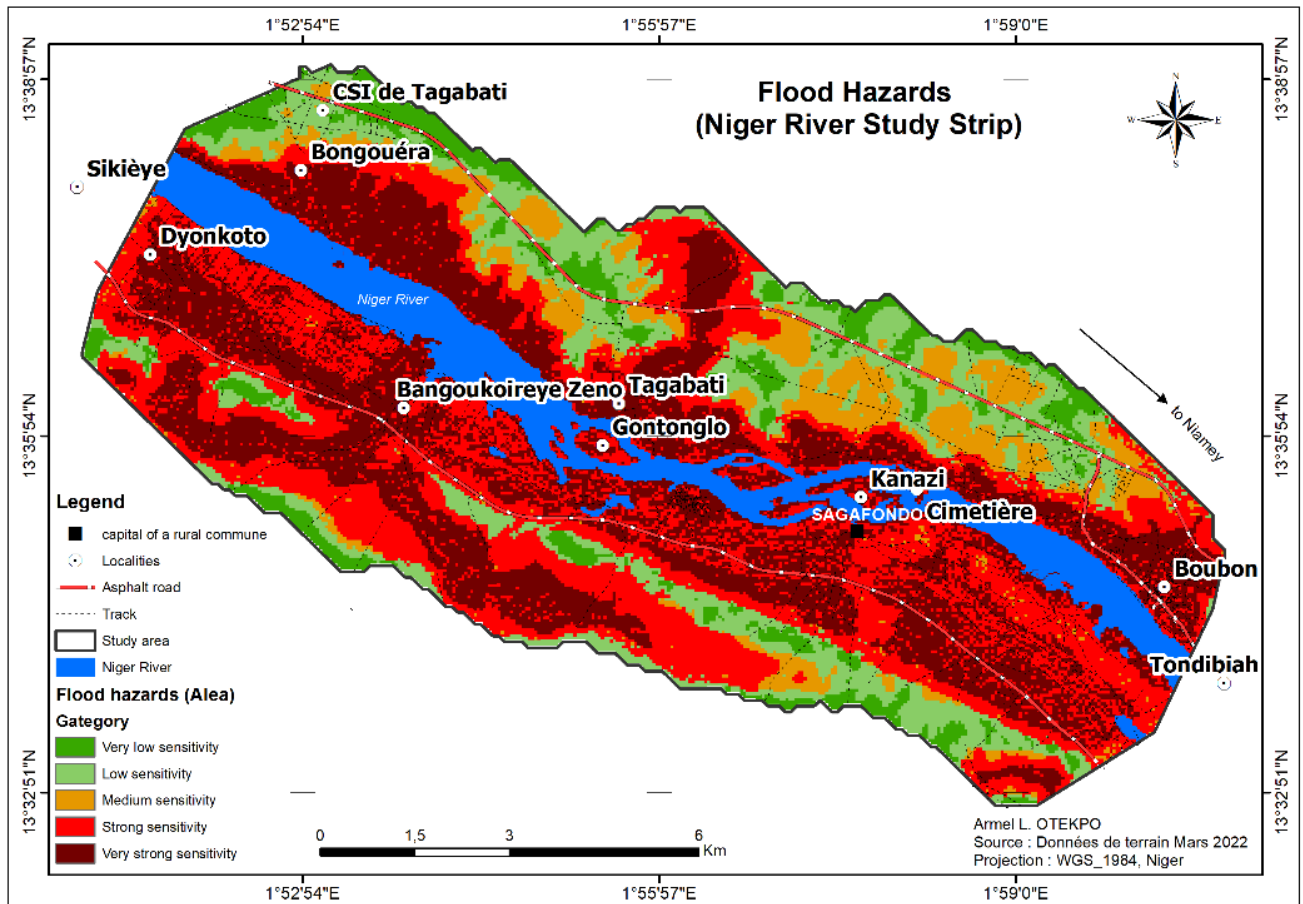 1°52'54"E
1°55'57"E
1°59'0"E
13°38'57"N
13°38'57"N
Flood Hazards
(Niger River Study Strip)
N
W
E
S
CSI de Tagabati
Bongouéra
Sikièye
Dyonkoto
Niger River
Bangoukoireye Zeno
Tagabati
Gontonglo
to Niamey
13°35'54"N
13°35'54"N
Kanazi
SAGAFONDO
Cimetière
Boubon
Tondibiah
Legend
capital of a rural commune
Localities
Asphalt road
Track
Study area
Niger River
Flood hazards (Alea)
Gategory
Very low sensitivity
Low sensitivity
Medium sensitivity
Strong sensitivity
Very strong sensitivity
13°32'51"N
13°32'51"N
0
1,5
3
6
Km
Armel L. OTEKPO
Source : Données de terrain Mars 2022
Projection : WGS_1984, Niger
1°52'54"E
1°55'57"E
1°59'0"E